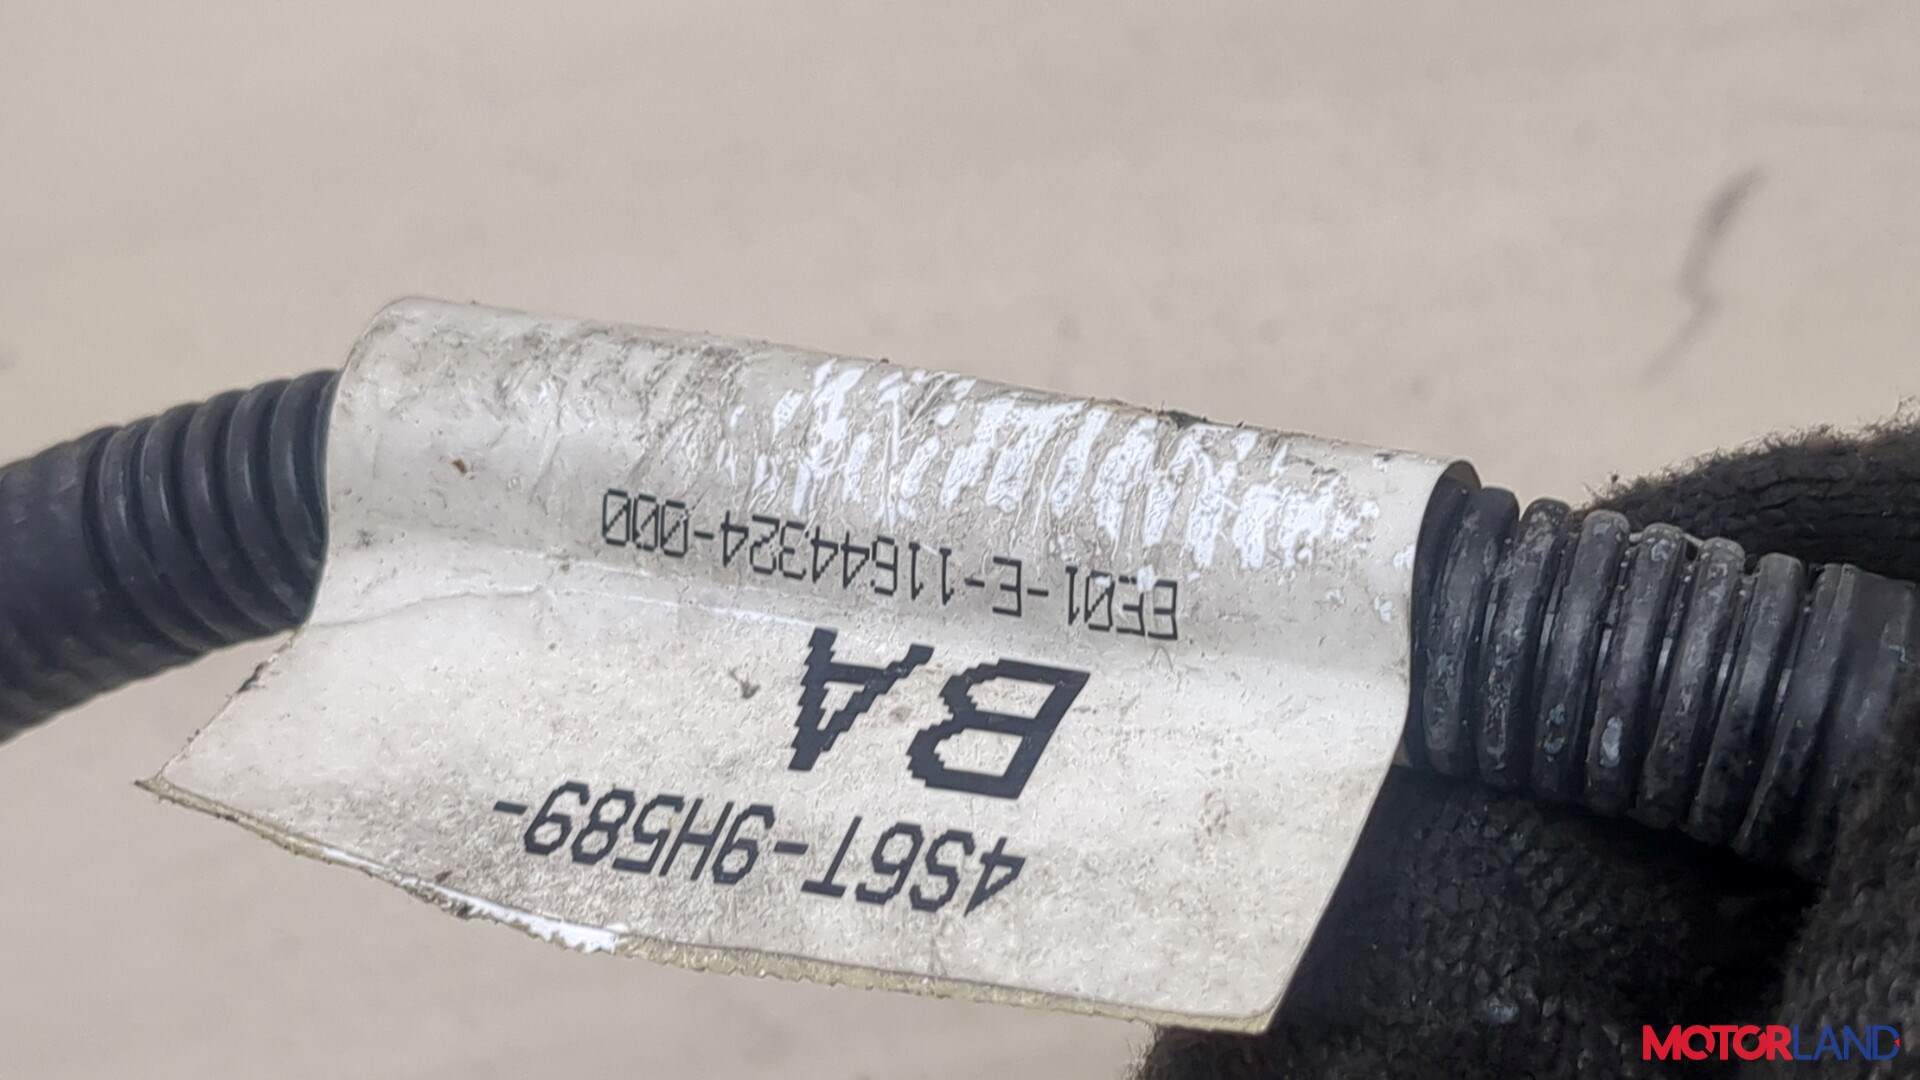 4S6T-9H589-
BA
EE01-E-11644324-000
MOTORLAND